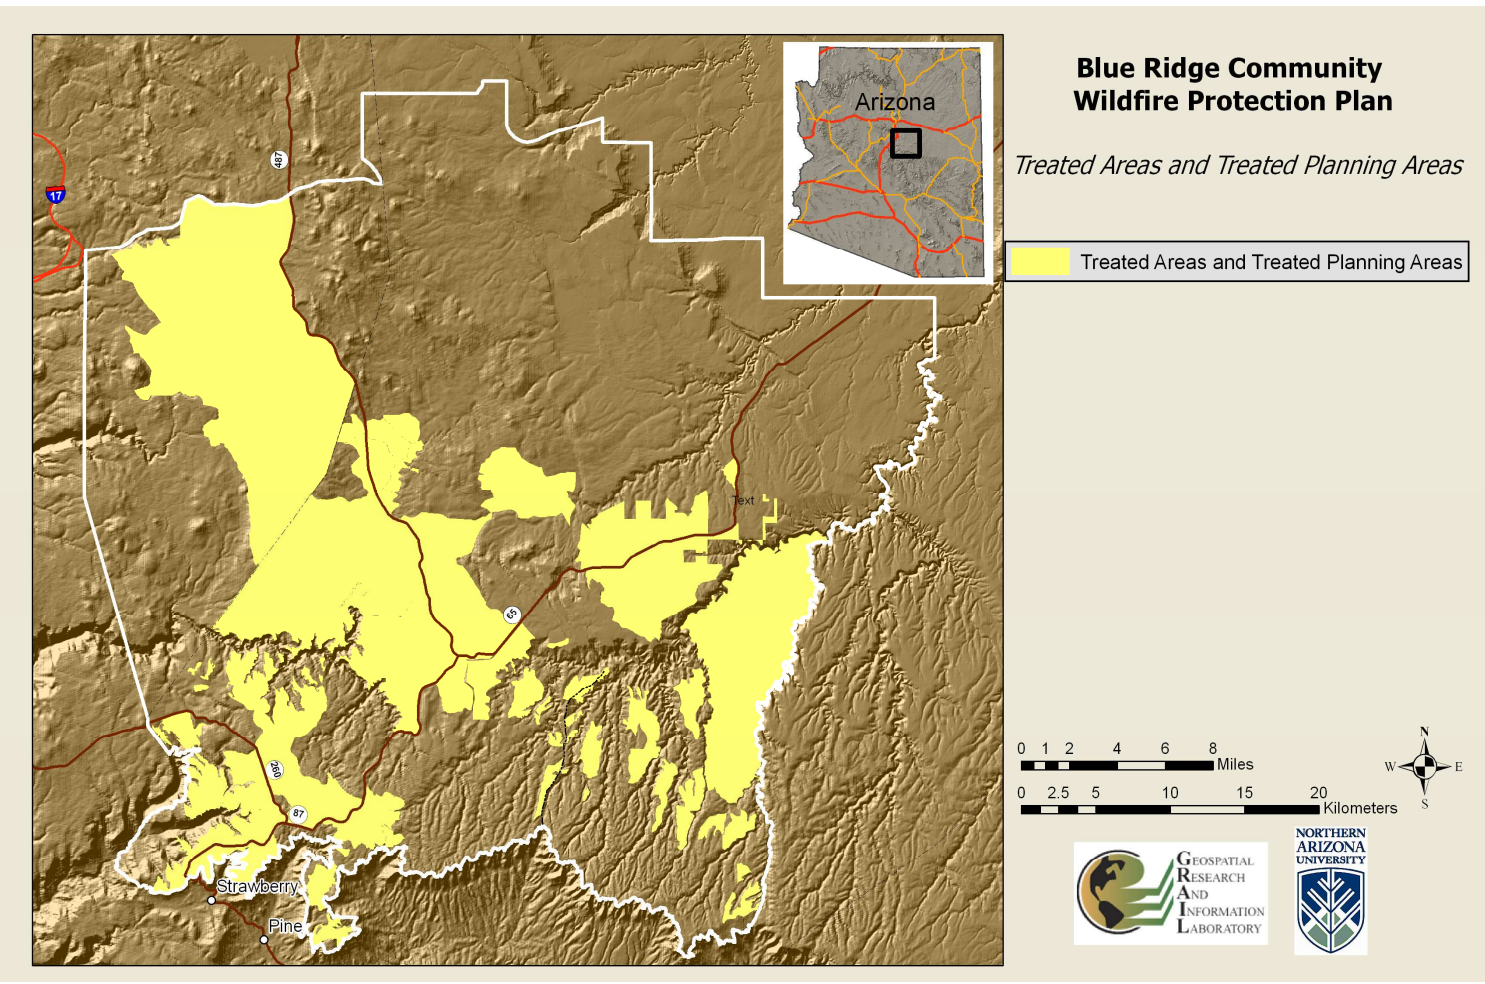 Blue Ridge Community
Wildfire Protection Plan
Treated Areas and Treated Planning Areas
Treated Areas and Treated Planning Areas
Arizona
487
17
Text
65
260
87
Strawberry
Pine
N
W
E
S
0 1 2 4 6 8
Miles
0 2.5 5 10 15 20
Kilometers
GEOSPATIAL
RESEARCH
AND
INFORMATION
LABORATORY
NORTHERN
ARIZONA
UNIVERSITY